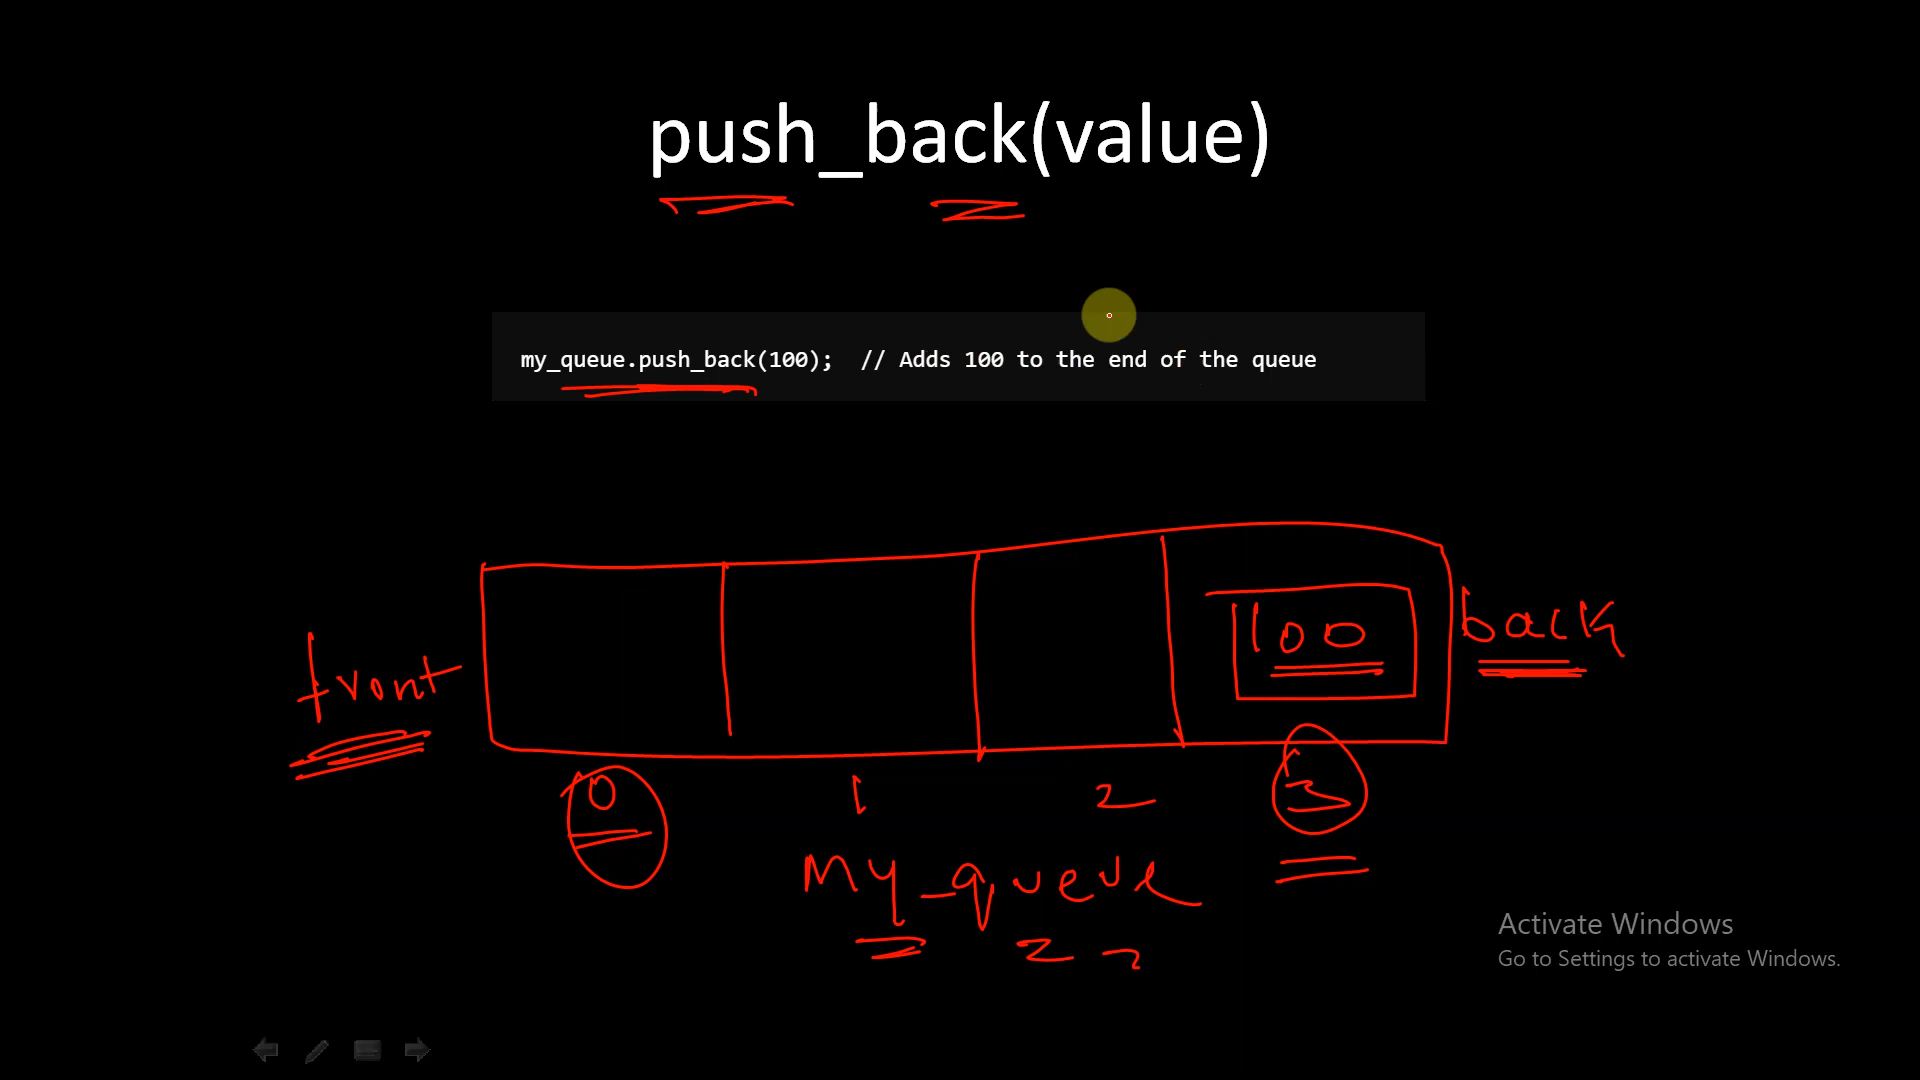 push_back(value)
my_queue.push_back(100);  // Adds 100 to the end of the queue
100
back
front
0 1 2 3
my_queue
Activate Windows
Go to Settings to activate Windows.